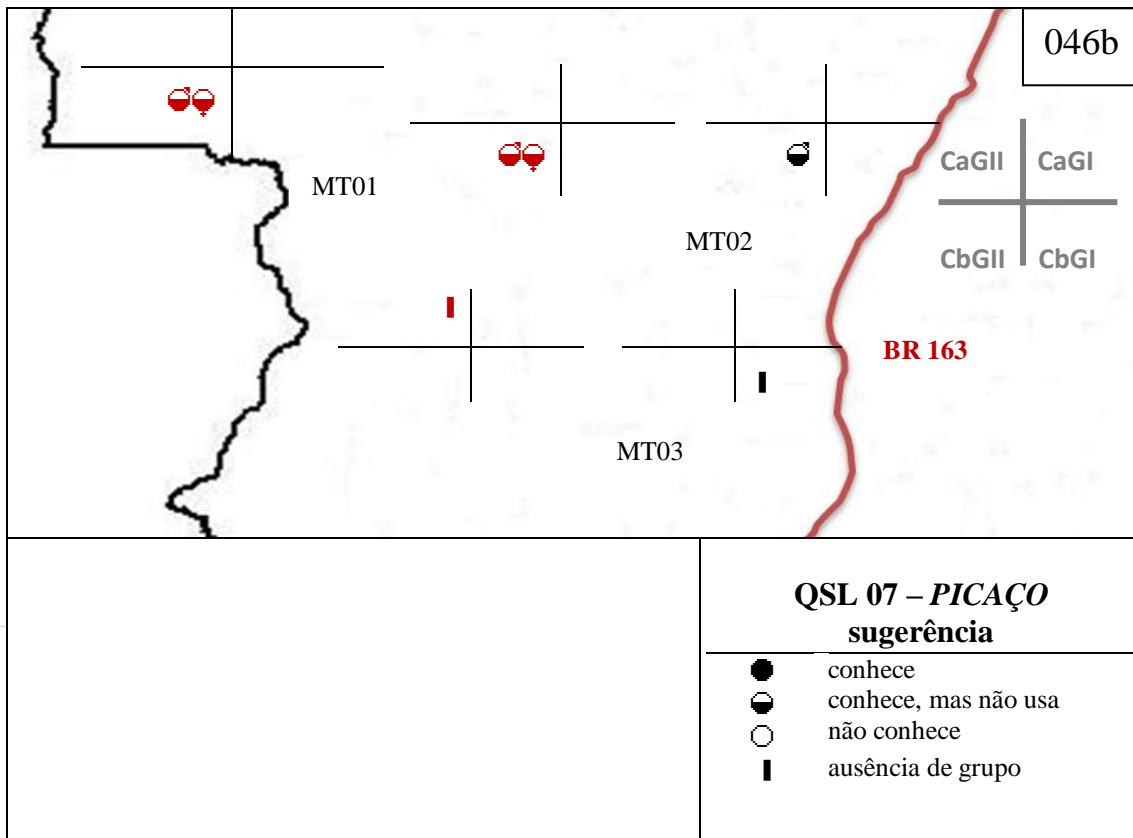 046b
CaGII CaGI
MT01
MT02
CbGII CbGI
BR 163
MT03
QSL 07 – PICAÇO
sugerência
conhece
conhece, mas não usa
não conhece
ausência de grupo